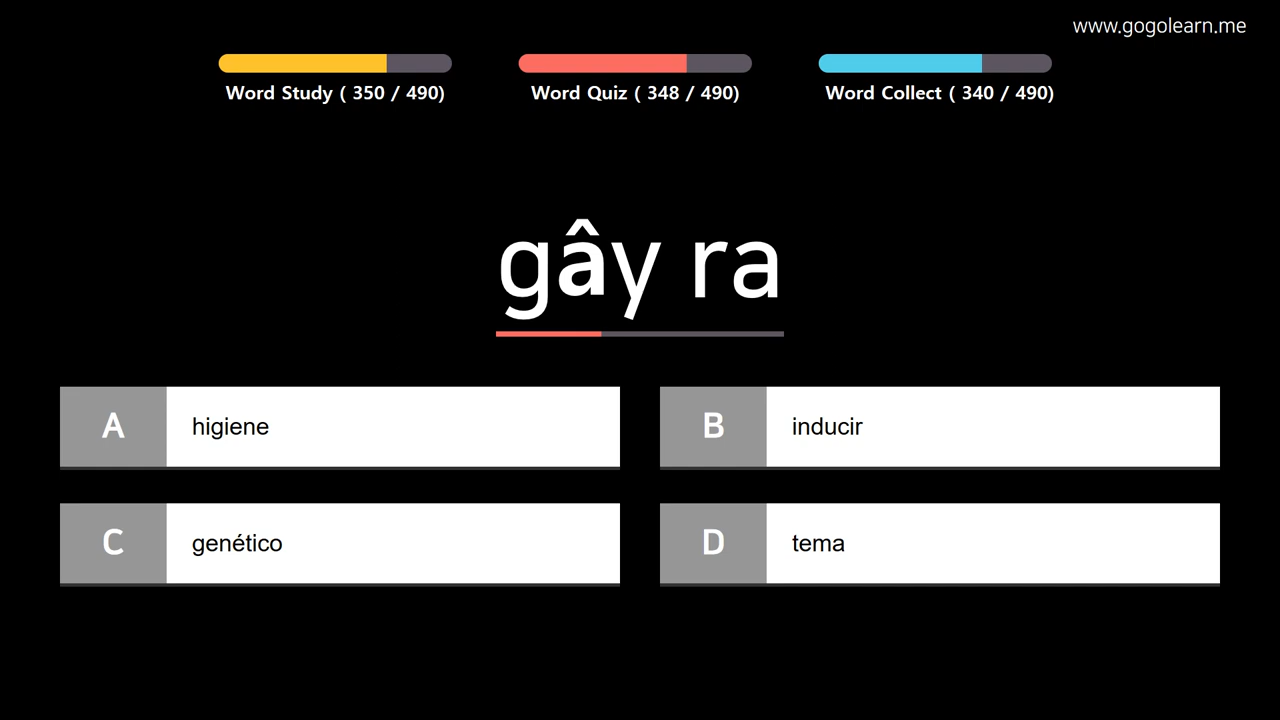 www.gogolearn.me
Word Study ( 350 / 490)
Word Quiz ( 348 / 490)
Word Collect ( 340 / 490)
gây ra
A higiene
B inducir
C genético
D tema